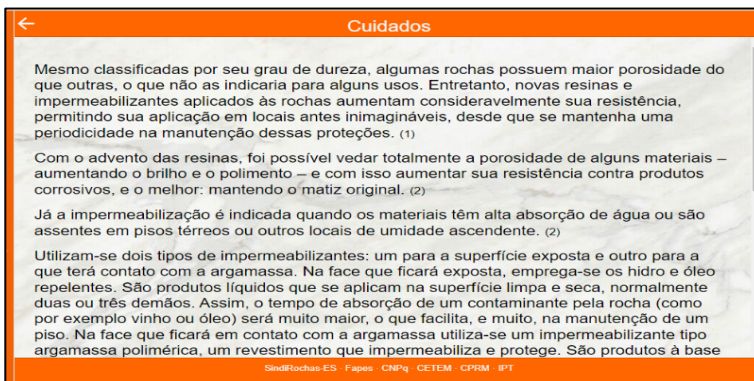 Cuidados
Mesmo classificadas por seu grau de dureza, algumas rochas possuem maior porosidade do
que outras, o que não as indicaria para alguns usos. Entretanto, novas resinas e
impermeabilizantes aplicados às rochas aumentam consideravelmente sua resistência,
permitindo sua aplicação em locais antes inimagináveis, desde que se mantenha uma
periodicidade na manutenção dessas proteções. (1)
Com o advento das resinas, foi possível vedar totalmente a porosidade de alguns materiais –
aumentando o brilho e o polimento – e com isso aumentar sua resistência contra produtos
corrosivos, e o melhor: mantendo o matiz original. (2)
Já a impermeabilização é indicada quando os materiais têm alta absorção de água ou são
assentes em pisos térreos ou outros locais de umidade ascendente. (2)
Utilizam-se dois tipos de impermeabilizantes: um para a superfície exposta e outro para a
que terá contato com a argamassa. Na face que ficará exposta, emprega-se os hidro e óleo
repelentes. São produtos líquidos que se aplicam na superfície limpa e seca, normalmente
duas ou três demãos. Assim, o tempo de absorção de um contaminante pela rocha (como
por exemplo vinho ou óleo) será muito maior, o que facilita, e muito, na manutenção de um
piso. Na face que ficará em contato com a argamassa utiliza-se um impermeabilizante tipo
argamassa polimérica, um revestimento que impermeabiliza e protege. São produtos à base
SindiRochas-ES - Fapes - CNPq - CETEM - CPRM - IPT